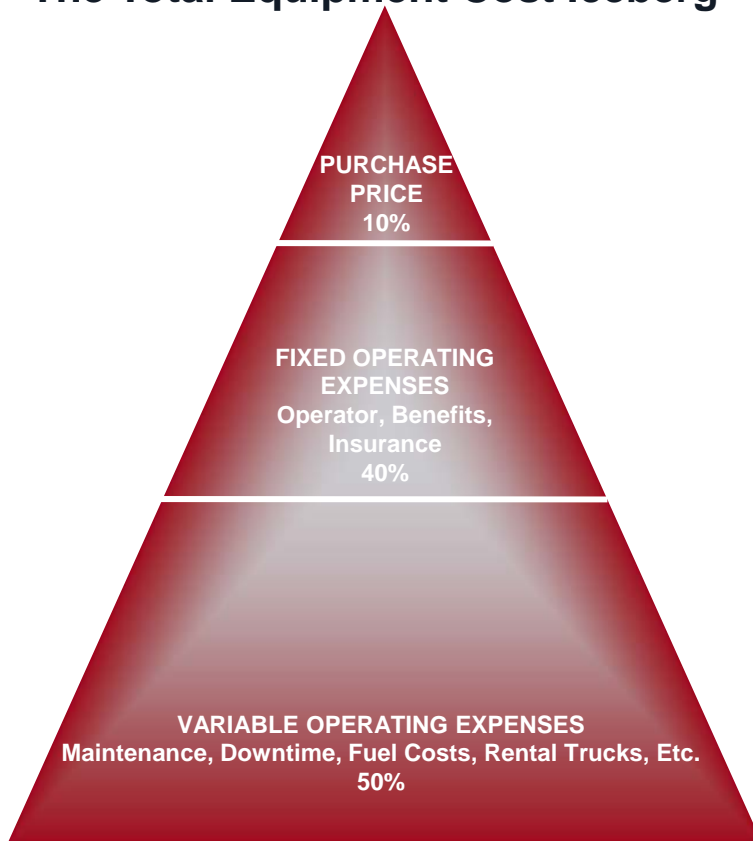 The Total Equipment Cost Iceberg
PURCHASE
PRICE
10%
FIXED OPERATING
EXPENSES
Operator, Benefits,
Insurance
40%
VARIABLE OPERATING EXPENSES
Maintenance, Downtime, Fuel Costs, Rental Trucks, Etc.
50%